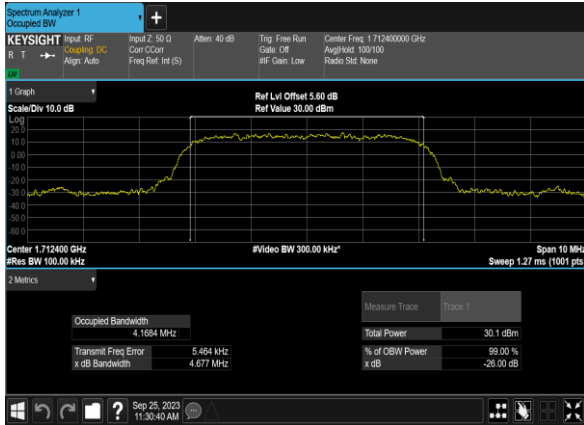 Spectrum Analyzer 1
Occupied BW
+
KEYSIGHT
R T
LXI
Input: RF
Coupling: DC
Align: Auto
Input Z: 50 Ω
Corr CCorr
Freq Ref: Int (S)
Atten: 40 dB
Trig: Free Run
Gate: Off
#IF Gain: Low
Center Freq: 1.712400000 GHz
Avg|Hold: 100/100
Radio Std: None
1 Graph
Scale/Div 10.0 dB
Ref Lvl Offset 5.60 dB
Ref Value 30.00 dBm
Log
20.0
10.0
0.00
-10.0
-20.0
-30.0
-40.0
-50.0
-60.0
Center 1.712400 GHz
#Res BW 100.00 kHz
#Video BW 300.00 kHz*
Span 10 MHz
Sweep 1.27 ms (1001 pts
2 Metrics
Occupied Bandwidth
4.1684 MHz
Transmit Freq Error 5.464 kHz
x dB Bandwidth 4.677 MHz
Measure Trace Trace 1
Total Power 30.1 dBm
% of OBW Power 99.00 %
x dB -26.00 dB
?
Sep 25, 2023
11:30:40 AM